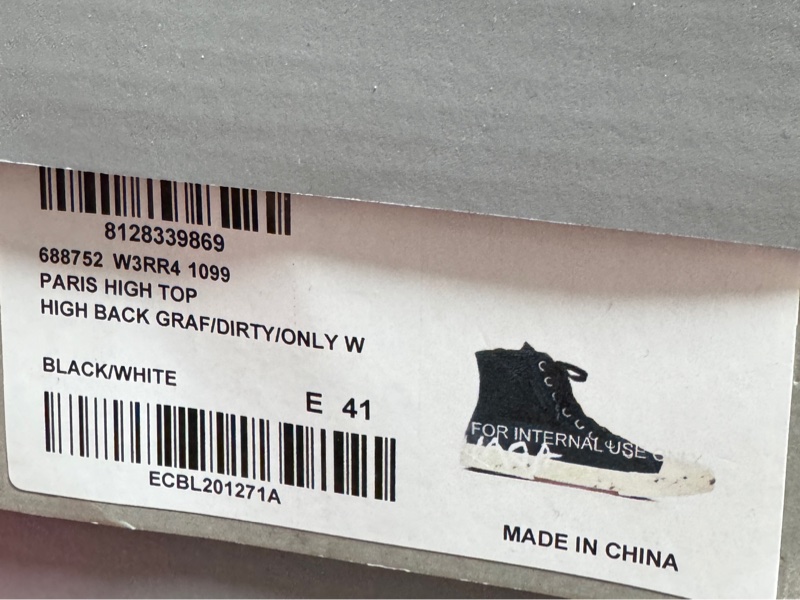 8128339869
688752 W3RR4 1099
PARIS HIGH TOP
HIGH BACK GRAF/DIRTY/ONLY W
BLACK/WHITE
E 41
ECBL201271A
FOR INTERNAL USE
MADE IN CHINA